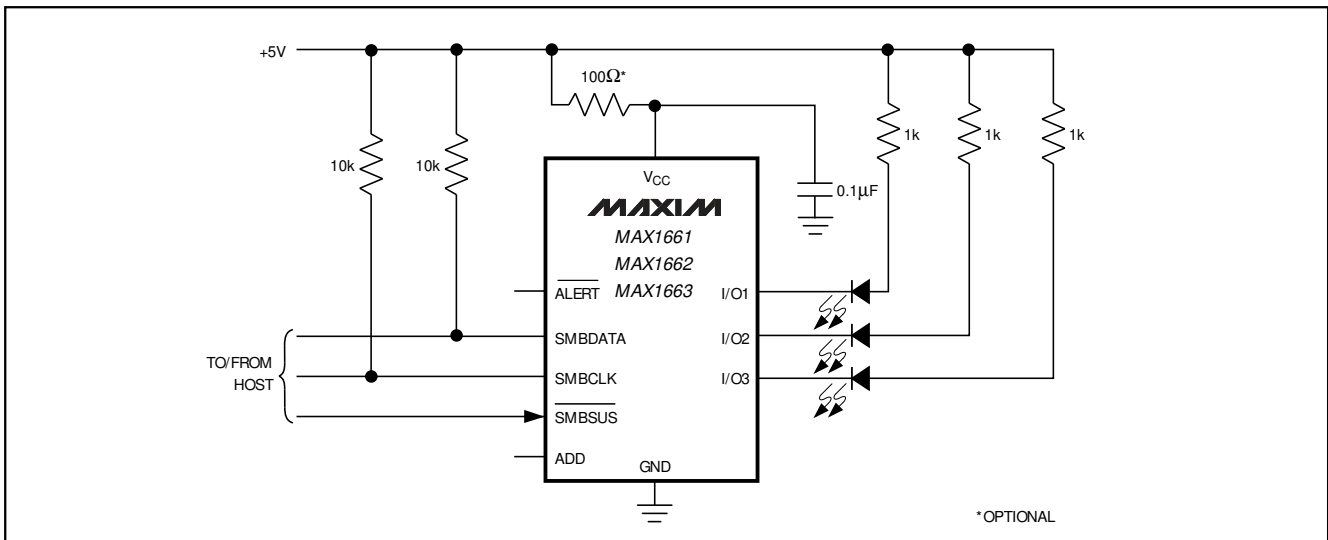 +5V
100Ω*
10k
10k
1k
1k
1k
VCC
0.1µF
MAXIM
MAX1661
MAX1662
MAX1663
ALERT
I/O1
SMBDATA
I/O2
TO/FROM
HOST
SMBCLK
I/O3
SMBSUS
ADD
GND
*OPTIONAL